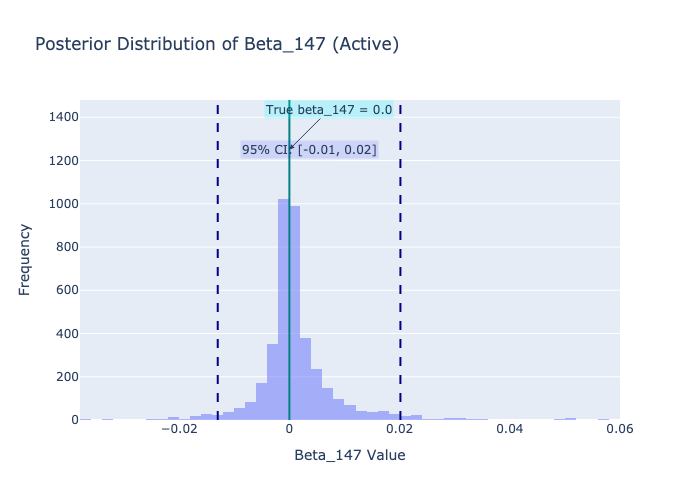 Posterior Distribution of Beta_147 (Active)
True beta_147 = 0.0
95% CI: [-0.01, 0.02]
1400
1200
1000
800
600
400
200
0
−0.02
0
0.02
0.04
0.06
Frequency
Beta_147 Value